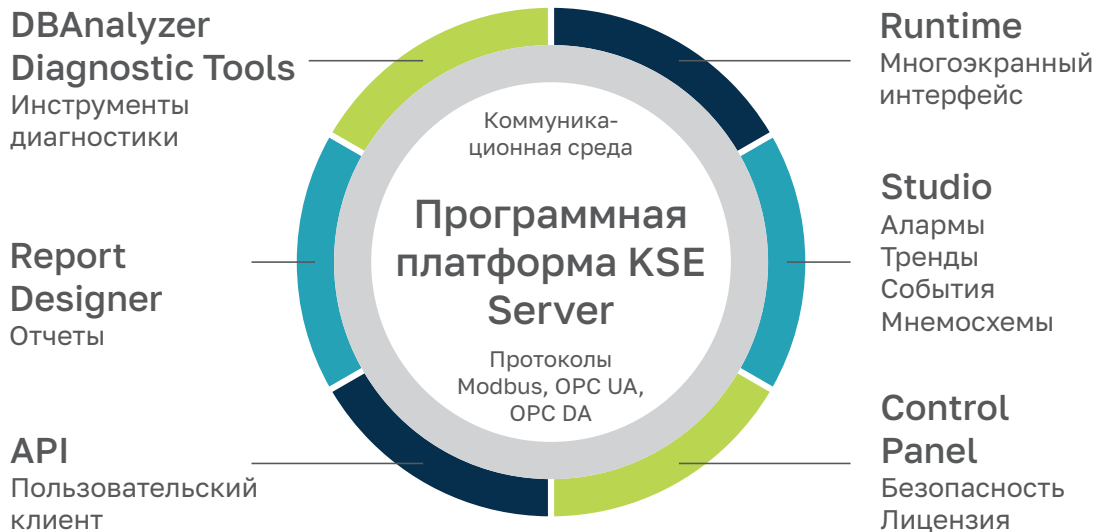 DBAnalyzer
Diagnostic Tools
Инструменты
диагностики
Report
Designer
Отчеты
API
Пользовательский
клиент
Коммуника-
ционная среда
Программная
платформа KSE
Server
Протоколы
Modbus, OPC UA,
OPC DA
Runtime
Многоэкранный
интерфейс
Studio
Алармы
Тренды
События
Мнемосхемы
Control
Panel
Безопасность
Лицензия